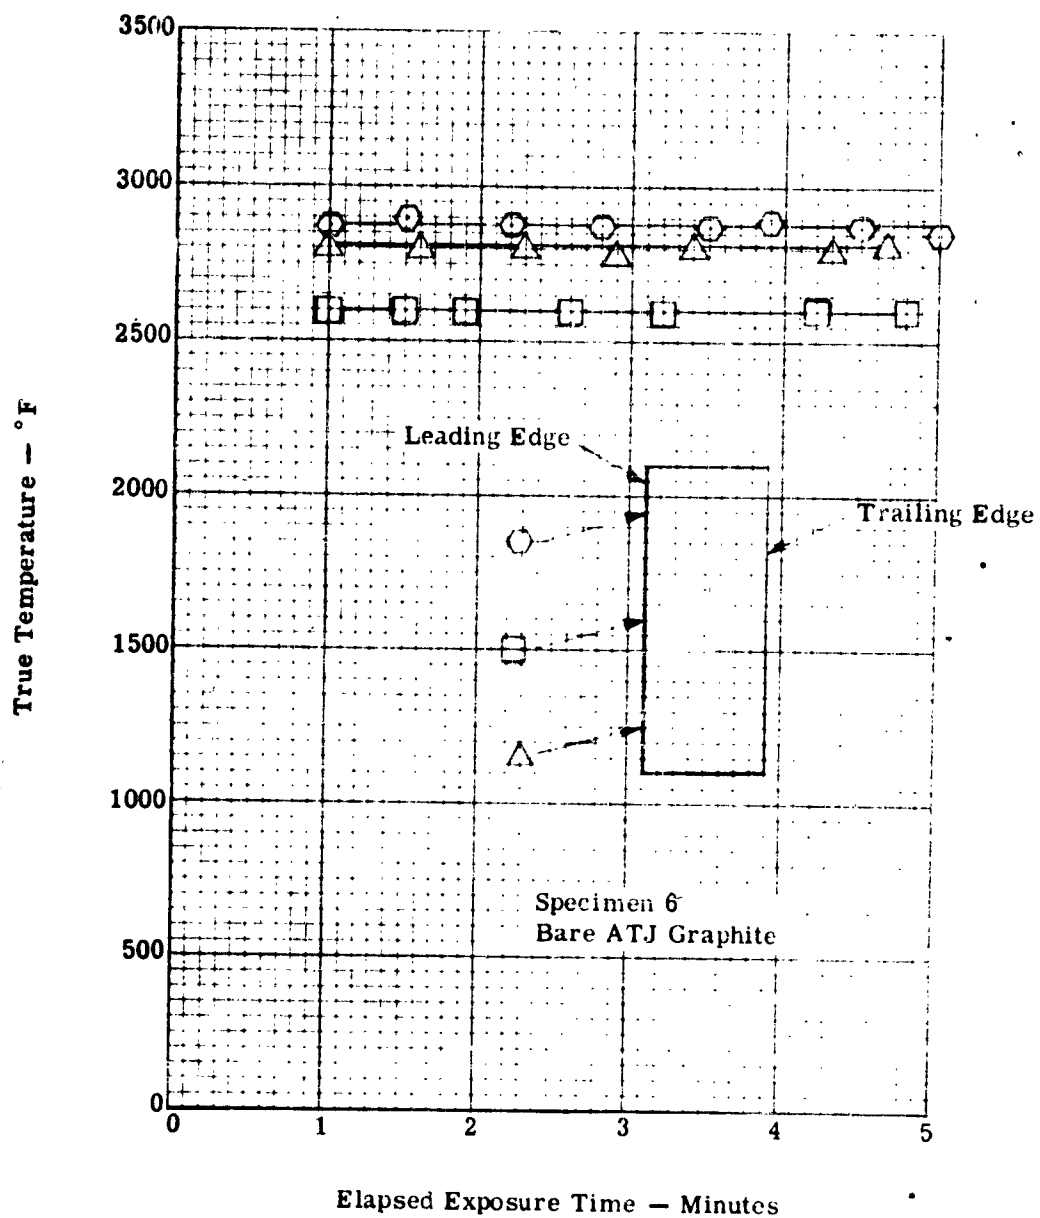 3500
3000
2500
2000
1500
1000
500
0
True Temperature — °F
Leading Edge
Trailing Edge
Specimen 6
Bare ATJ Graphite
0 1 2 3 4 5
Elapsed Exposure Time — Minutes